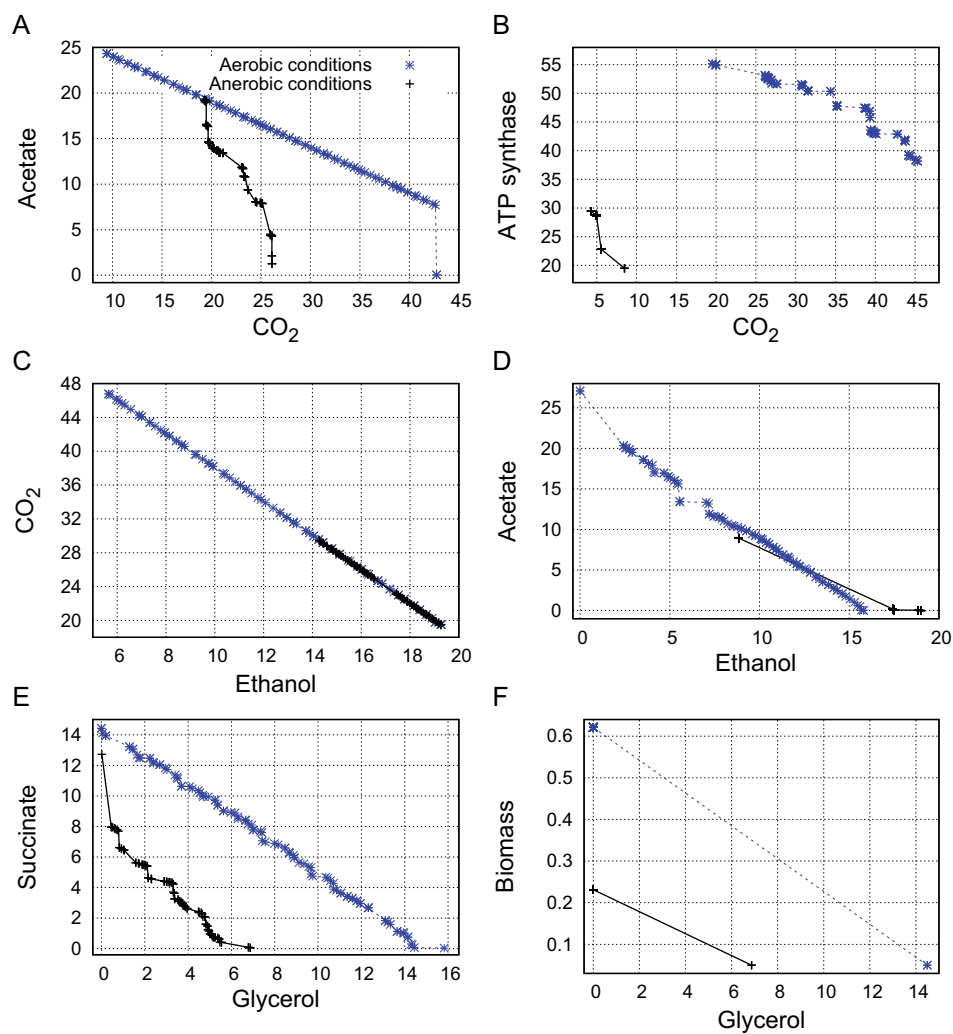 A
Acetate
25
20
15
10
5
0
Aerobic conditions
Anerobic conditions
10 15 20 25 30 35 40 45
CO2
B
ATP synthase
55
50
45
40
35
30
25
20
5 10 15 20 25 30 35 40 45
CO2
C
CO2
48
44
40
36
32
28
24
20
6 8 10 12 14 16 18 20
Ethanol
D
Acetate
25
20
15
10
5
0
0 5 10 15 20
Ethanol
E
Succinate
14
12
10
8
6
4
2
0
0 2 4 6 8 10 12 14 16
Glycerol
F
Biomass
0.6
0.5
0.4
0.3
0.2
0.1
0 2 4 6 8 10 12 14
Glycerol